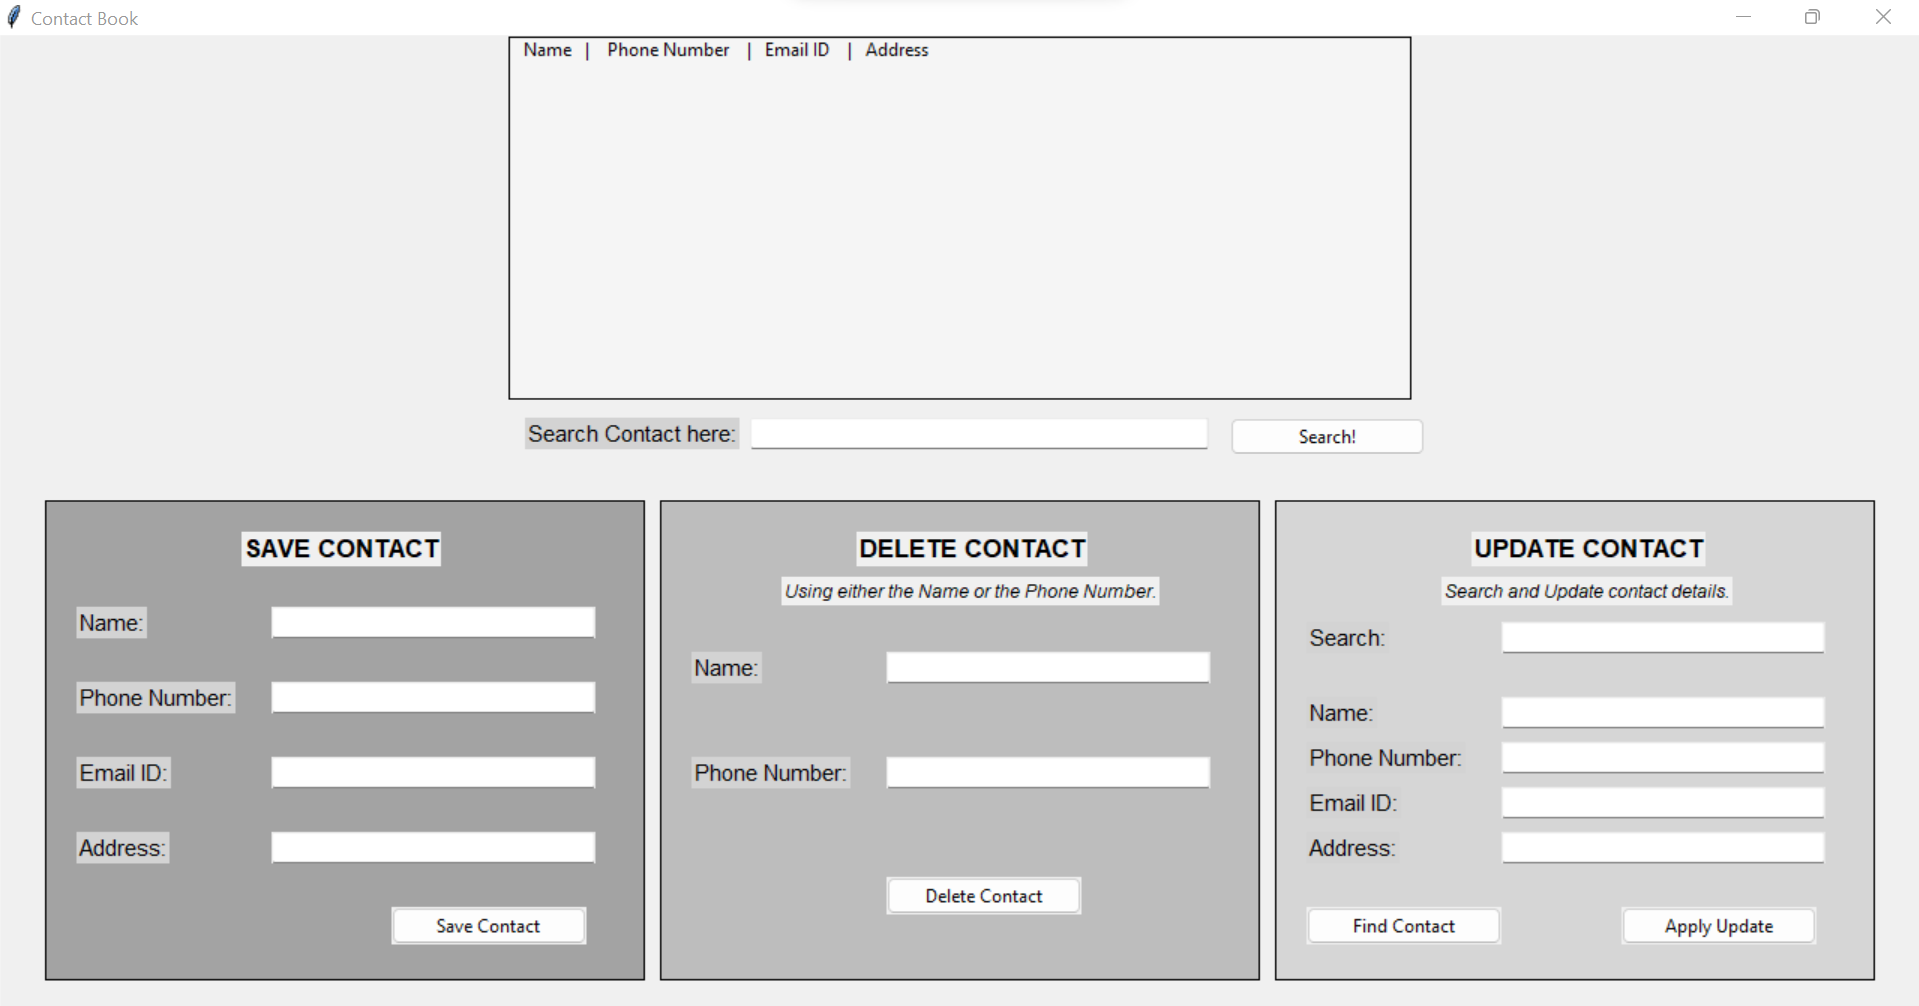 Contact Book
Name | Phone Number | Email ID | Address
Search Contact here:
Search!
SAVE CONTACT
Name:
Phone Number:
Email ID:
Address:
Save Contact
DELETE CONTACT
Using either the Name or the Phone Number.
Name:
Phone Number:
Delete Contact
UPDATE CONTACT
Search and Update contact details.
Search:
Name:
Phone Number:
Email ID:
Address:
Find Contact
Apply Update